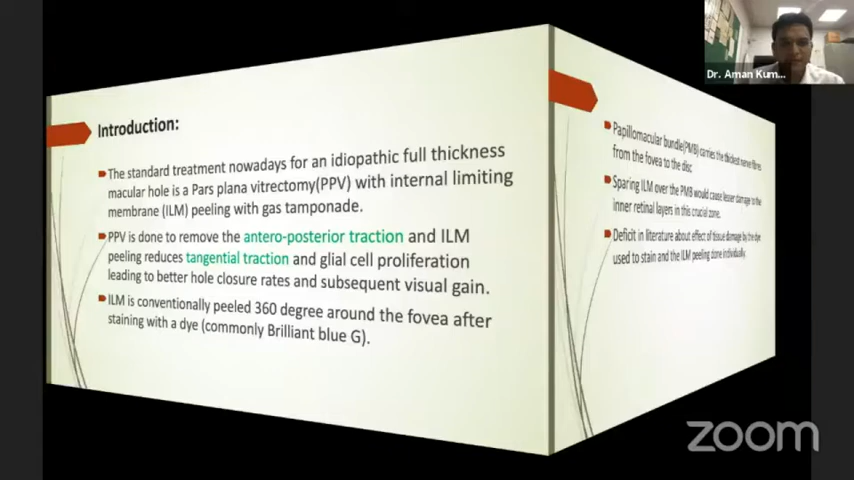 Introduction:
The standard treatment nowadays for an idiopathic full thickness
macular hole is a Pars plana vitrectomy(PPV) with internal limiting
membrane (ILM) peeling with gas tamponade.
PPV is done to remove the antero-posterior traction and ILM
peeling reduces tangential traction and glial cell proliferation
leading to better hole closure rates and subsequent visual gain.
ILM is conventionally peeled 360 degree around the fovea after
staining with a dye (commonly Brilliant blue G).
Papillomacular bundle(PMB) carries the thickest nerve fibres
from the fovea to the disc
Sparing ILM over the PMB would cause lesser damage to the
inner retinal layers in this crucial zone.
Deficit in literature about effect of tissue damage by the dye
used to stain and the ILM peeling done individually.
Dr. Aman Kum...
zoom